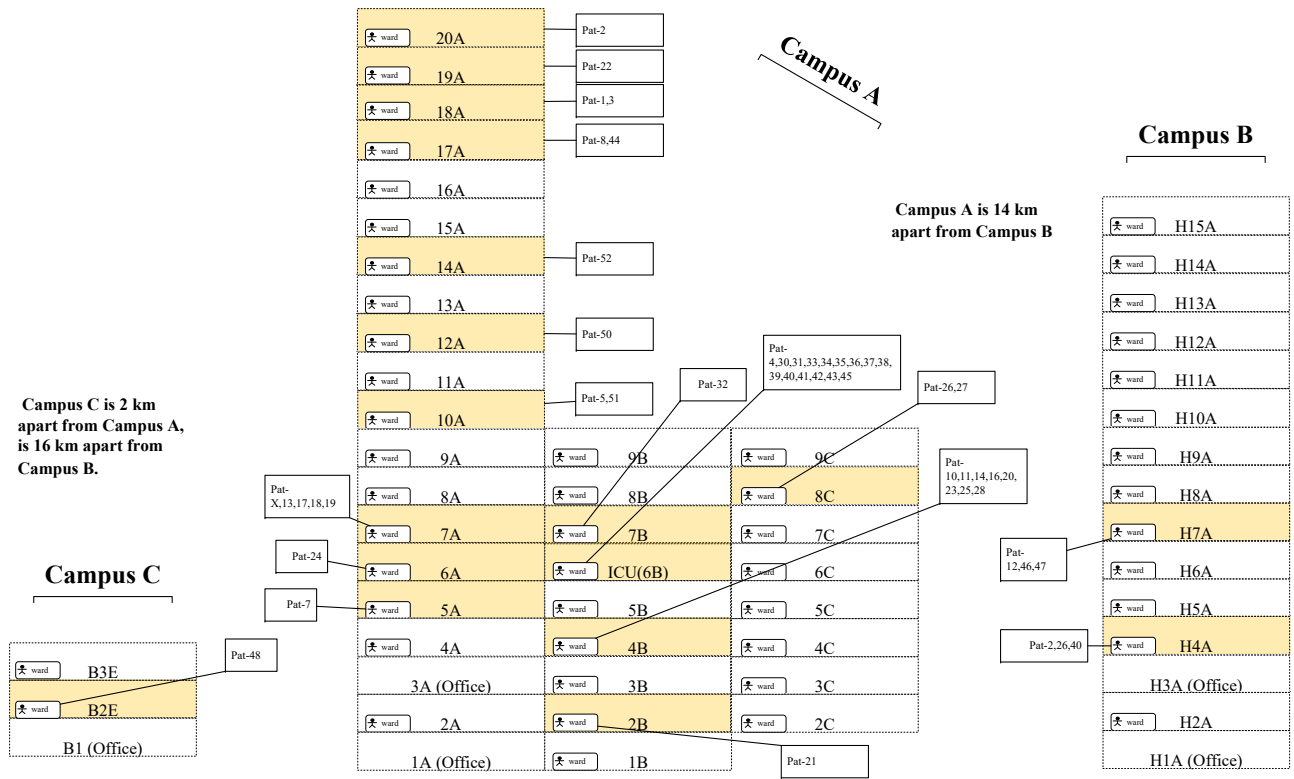 Campus A
ward 20A
Pat-2
ward 19A
Pat-22
ward 18A
Pat-1,3
ward 17A
Pat-8,44
ward 16A
ward 15A
ward 14A
Pat-52
ward 13A
ward 12A
Pat-50
ward 11A
ward 10A
Pat-5,51
ward 9A
ward 9B
ward 9C
ward 8A
ward 8B
ward 8C
ward 7A
ward 7B
ward 7C
ward 6A
ward ICU(6B)
ward 6C
ward 5A
ward 5B
ward 5C
ward 4A
ward 4B
ward 4C
3A (Office)
ward 3B
ward 3C
ward 2A
ward 2B
ward 2C
1A (Office)
ward 1B
Pat-
X,13,17,18,19
Pat-24
Pat-7
Pat-32
Pat-
4,30,31,33,34,35,36,37,38,
39,40,41,42,43,45
Pat-26,27
Pat-
10,11,14,16,20,
23,25,28
Pat-21
Campus A is 14 km
apart from Campus B
Campus B
ward H15A
ward H14A
ward H13A
ward H12A
ward H11A
ward H10A
ward H9A
ward H8A
ward H7A
Pat-
12,46,47
ward H6A
ward H5A
ward H4A
Pat-2,26,40
H3A (Office)
ward H2A
H1A (Office)
Campus C is 2 km
apart from Campus A,
is 16 km apart from
Campus B.
Campus C
Pat-48
ward B3E
ward B2E
B1 (Office)